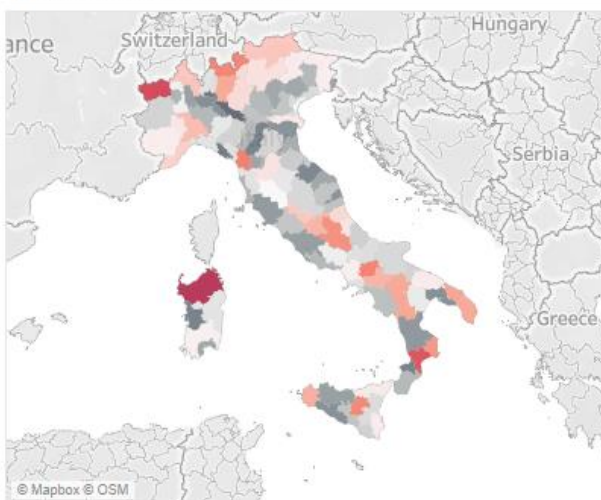 Hungary
Switzerland
ance
Serbia
Greece
© Mapbox © OSM